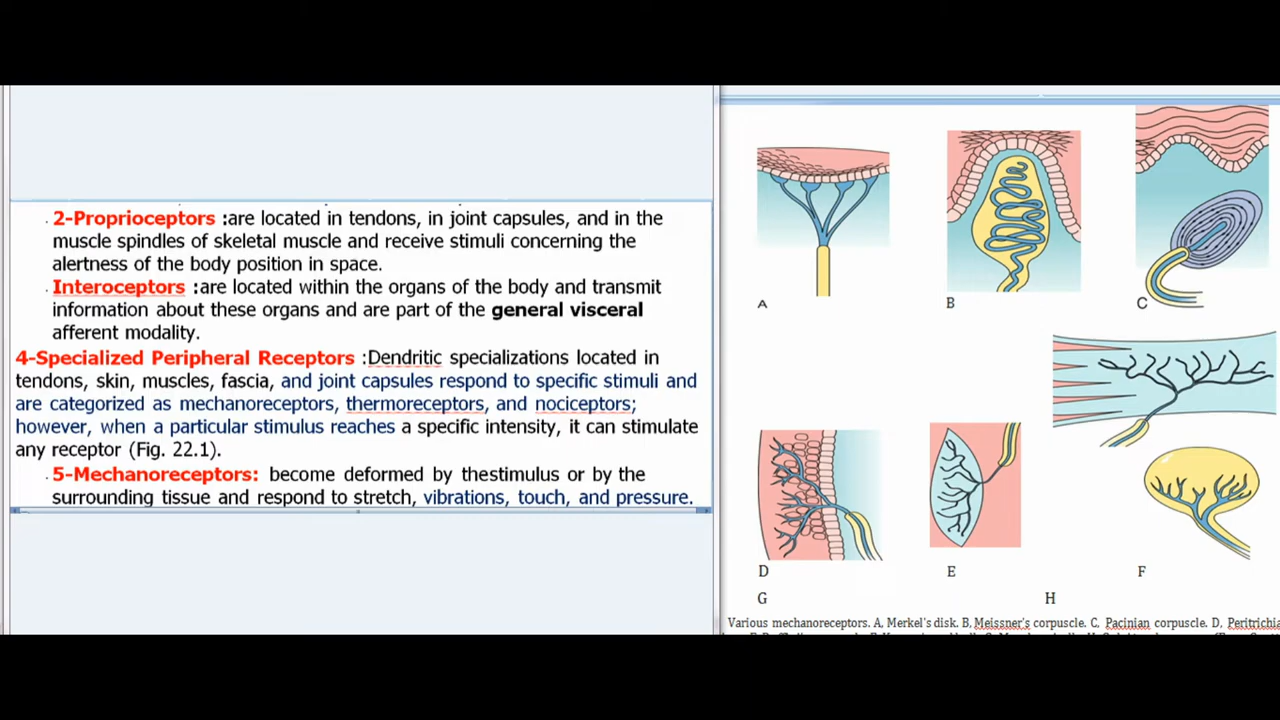 2-Proprioceptors :are located in tendons, in joint capsules, and in the
muscle spindles of skeletal muscle and receive stimuli concerning the
alertness of the body position in space.
Interoceptors :are located within the organs of the body and transmit
information about these organs and are part of the general visceral
afferent modality.
4-Specialized Peripheral Receptors :Dendritic specializations located in
tendons, skin, muscles, fascia, and joint capsules respond to specific stimuli and
are categorized as mechanoreceptors, thermoreceptors, and nociceptors;
however, when a particular stimulus reaches a specific intensity, it can stimulate
any receptor (Fig. 22.1).
5-Mechanoreceptors: become deformed by thestimulus or by the
surrounding tissue and respond to stretch, vibrations, touch, and pressure.
A
B
C
D
E
F
G
H
Various mechanoreceptors. A, Merkel's disk. B, Meissner's corpuscle. C, Pacinian corpuscle. D, Peritrichia